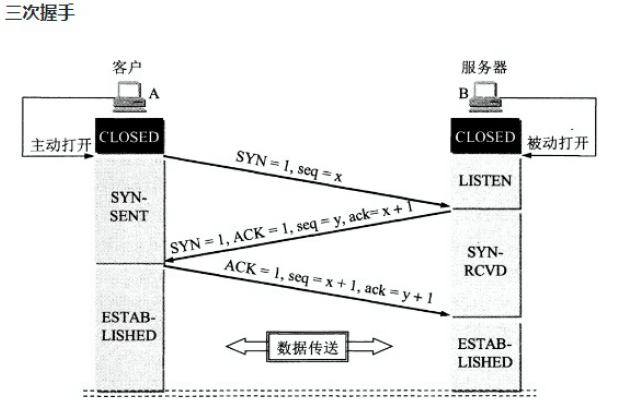 三次握手
客户
服务器
A
B
CLOSED
CLOSED
主动打开
被动打开
SYN = 1, seq = x
LISTEN
SYN-
SENT
SYN = 1, ACK = 1, seq = y, ack= x + 1
SYN-
RCVD
ACK = 1, seq = x + 1, ack = y + 1
ESTAB-
LISHED
数据传送
ESTAB-
LISHED